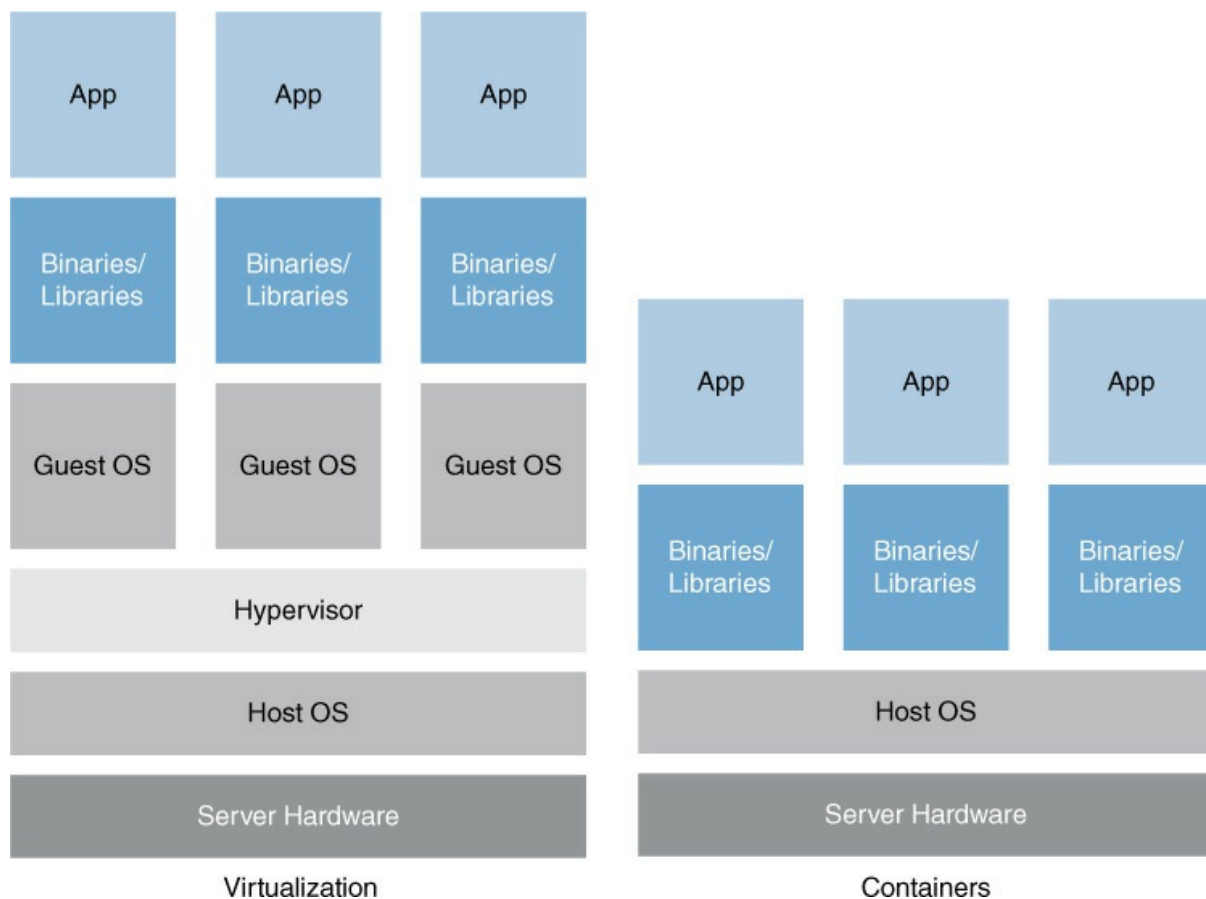 App
App
App
Binaries/
Libraries
Binaries/
Libraries
Binaries/
Libraries
Guest OS
Guest OS
Guest OS
Hypervisor
Host OS
Server Hardware
Virtualization
App
App
App
Binaries/
Libraries
Binaries/
Libraries
Binaries/
Libraries
Host OS
Server Hardware
Containers